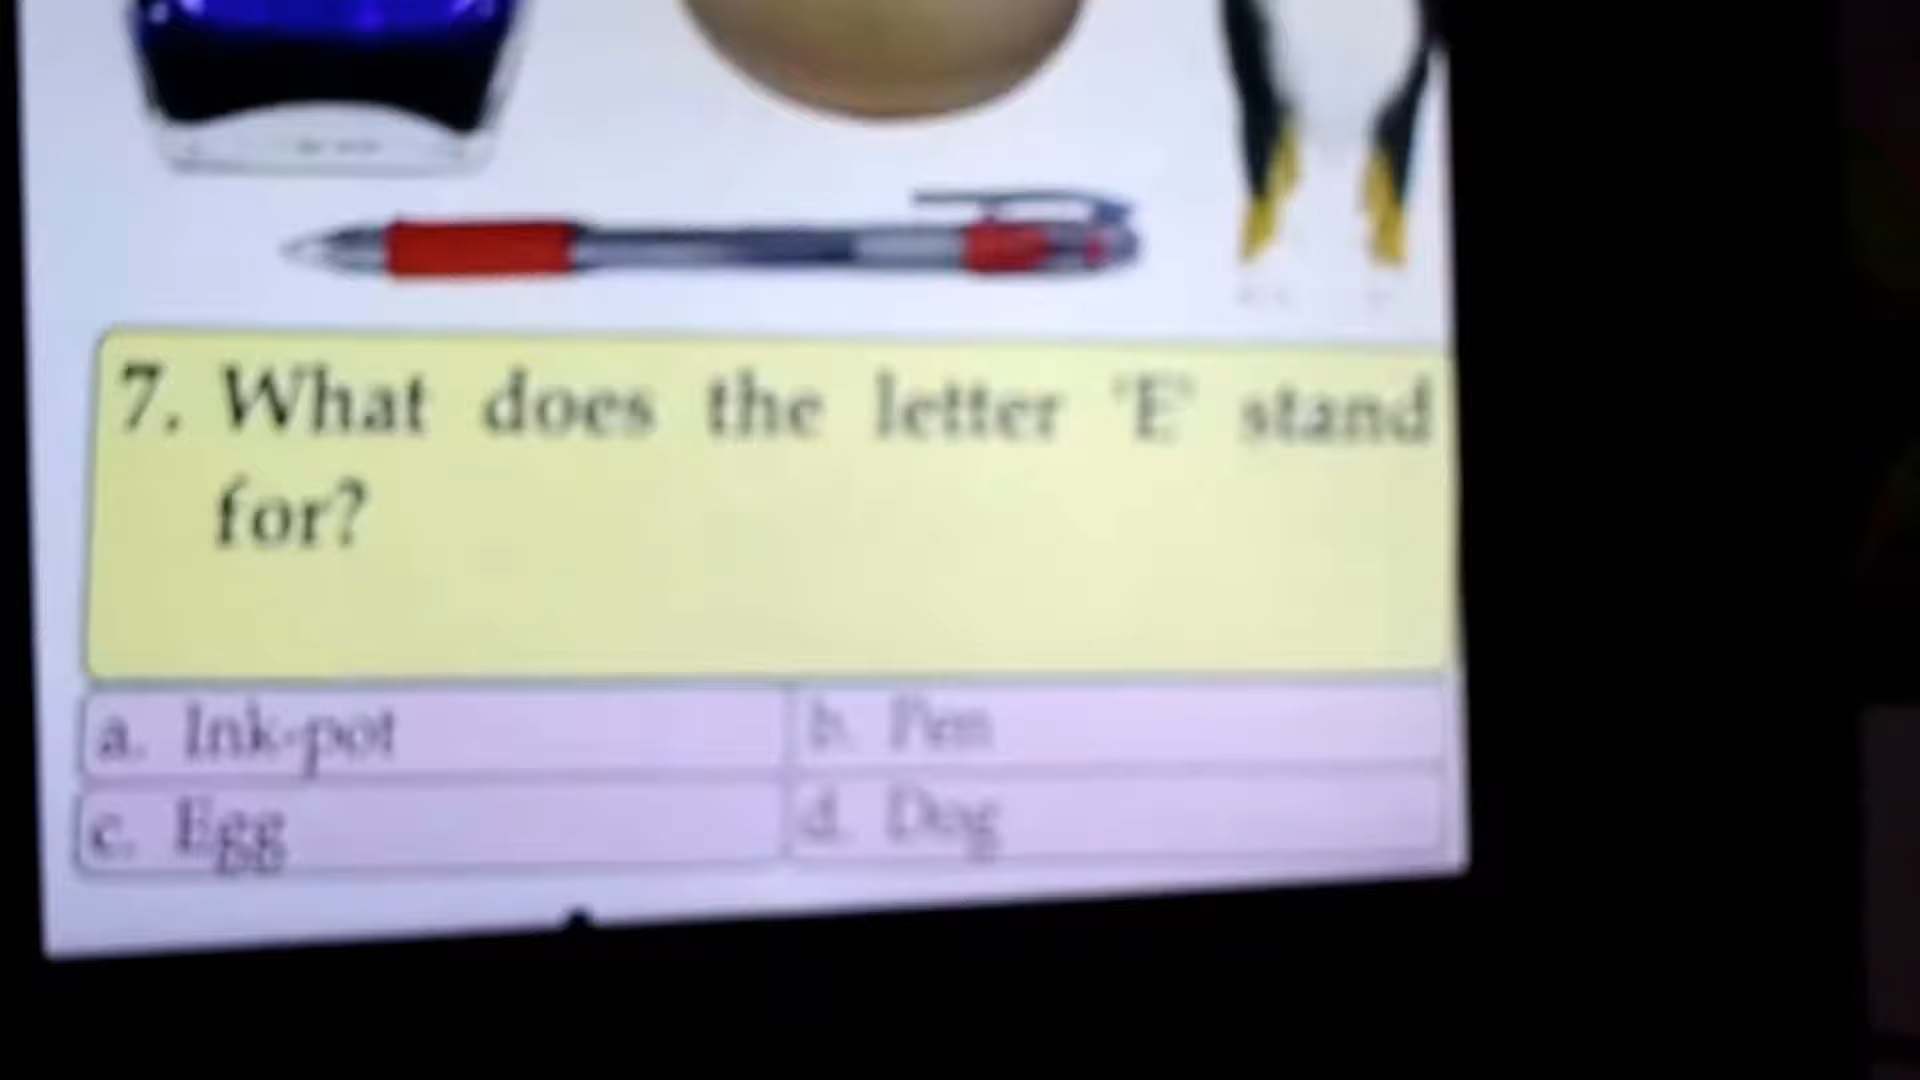 7. What does the letter 'E' stand
for?
a. Ink-pot
b. Pen
c. Egg
d. Dog